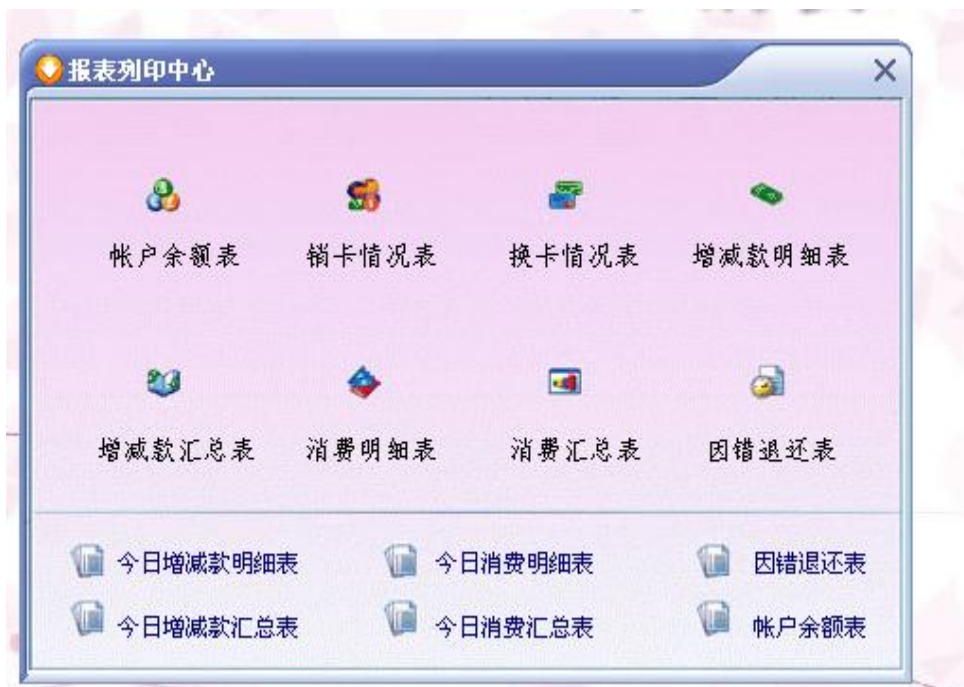 报表列印中心
帐户余额表 销卡情况表 换卡情况表 增减款明细表
增减款汇总表 消费明细表 消费汇总表 因错退还表
今日增减款明细表 今日消费明细表 因错退还表
今日增减款汇总表 今日消费汇总表 帐户余额表